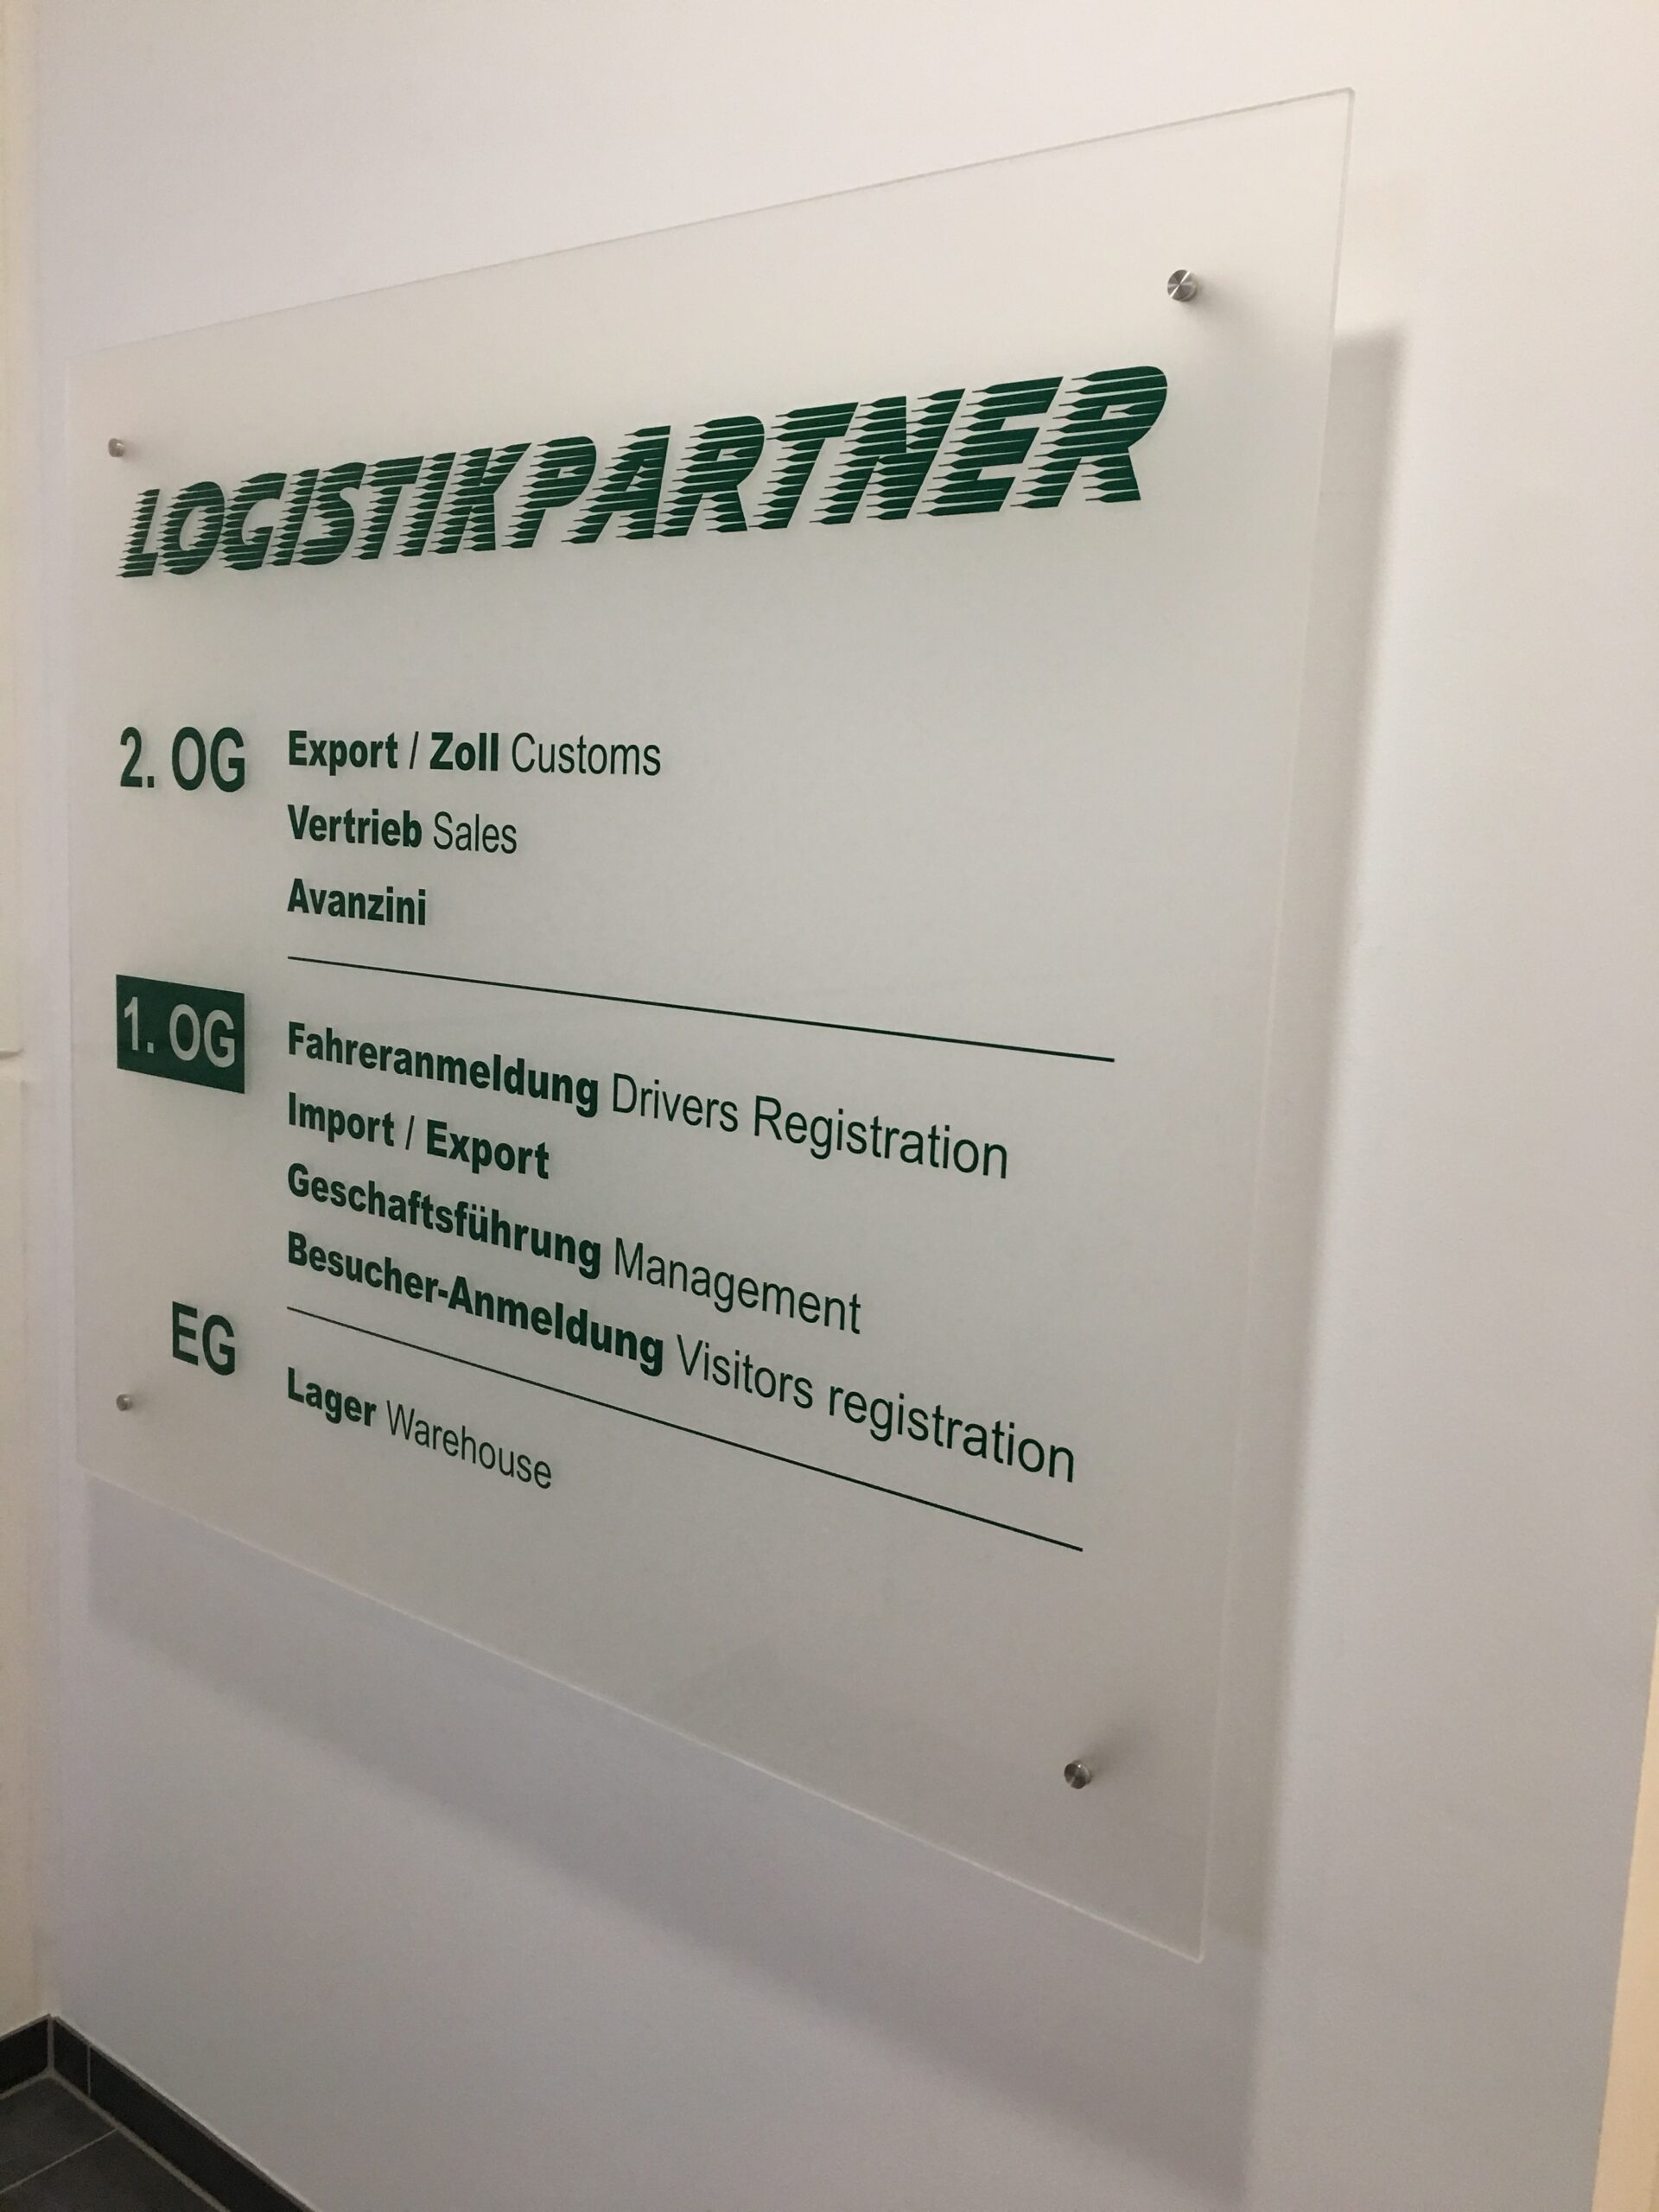 LOGISTIKPARTNER
2. OG Export / Zoll Customs
Vertrieb Sales
Avanzini
1. OG Fahreranmeldung Drivers Registration
Import / Export
Geschaftsführung Management
Besucher-Anmeldung Visitors registration
EG Lager Warehouse